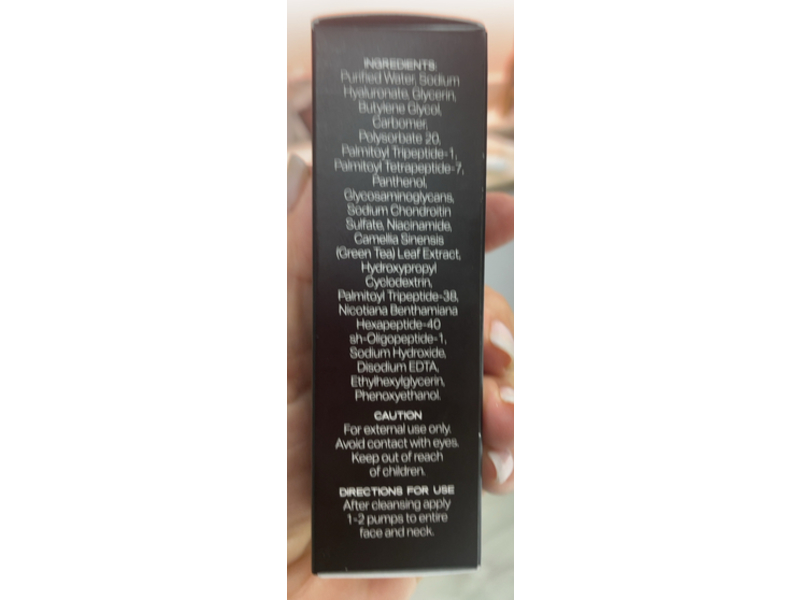 INGREDIENTS:
Purified Water, Sodium
Hyaluronate, Glycerin,
Butylene Glycol,
Carbomer,
Polysorbate 20,
Palmitoyl Tripeptide-1,
Palmitoyl Tetrapeptide-7,
Panthenol,
Glycosaminoglycans,
Sodium Chondroitin
Sulfate, Niacinamide,
Camellia Sinensis
(Green Tea) Leaf Extract,
Hydroxypropyl
Cyclodextrin,
Palmitoyl Tripeptide-38,
Nicotiana Benthamiana
Hexapeptide-40
sh-Oligopeptide-1,
Sodium Hydroxide,
Disodium EDTA,
Ethylhexylglycerin,
Phenoxyethanol.
CAUTION
For external use only.
Avoid contact with eyes.
Keep out of reach
of children.
DIRECTIONS FOR USE
After cleansing apply
1-2 pumps to entire
face and neck.